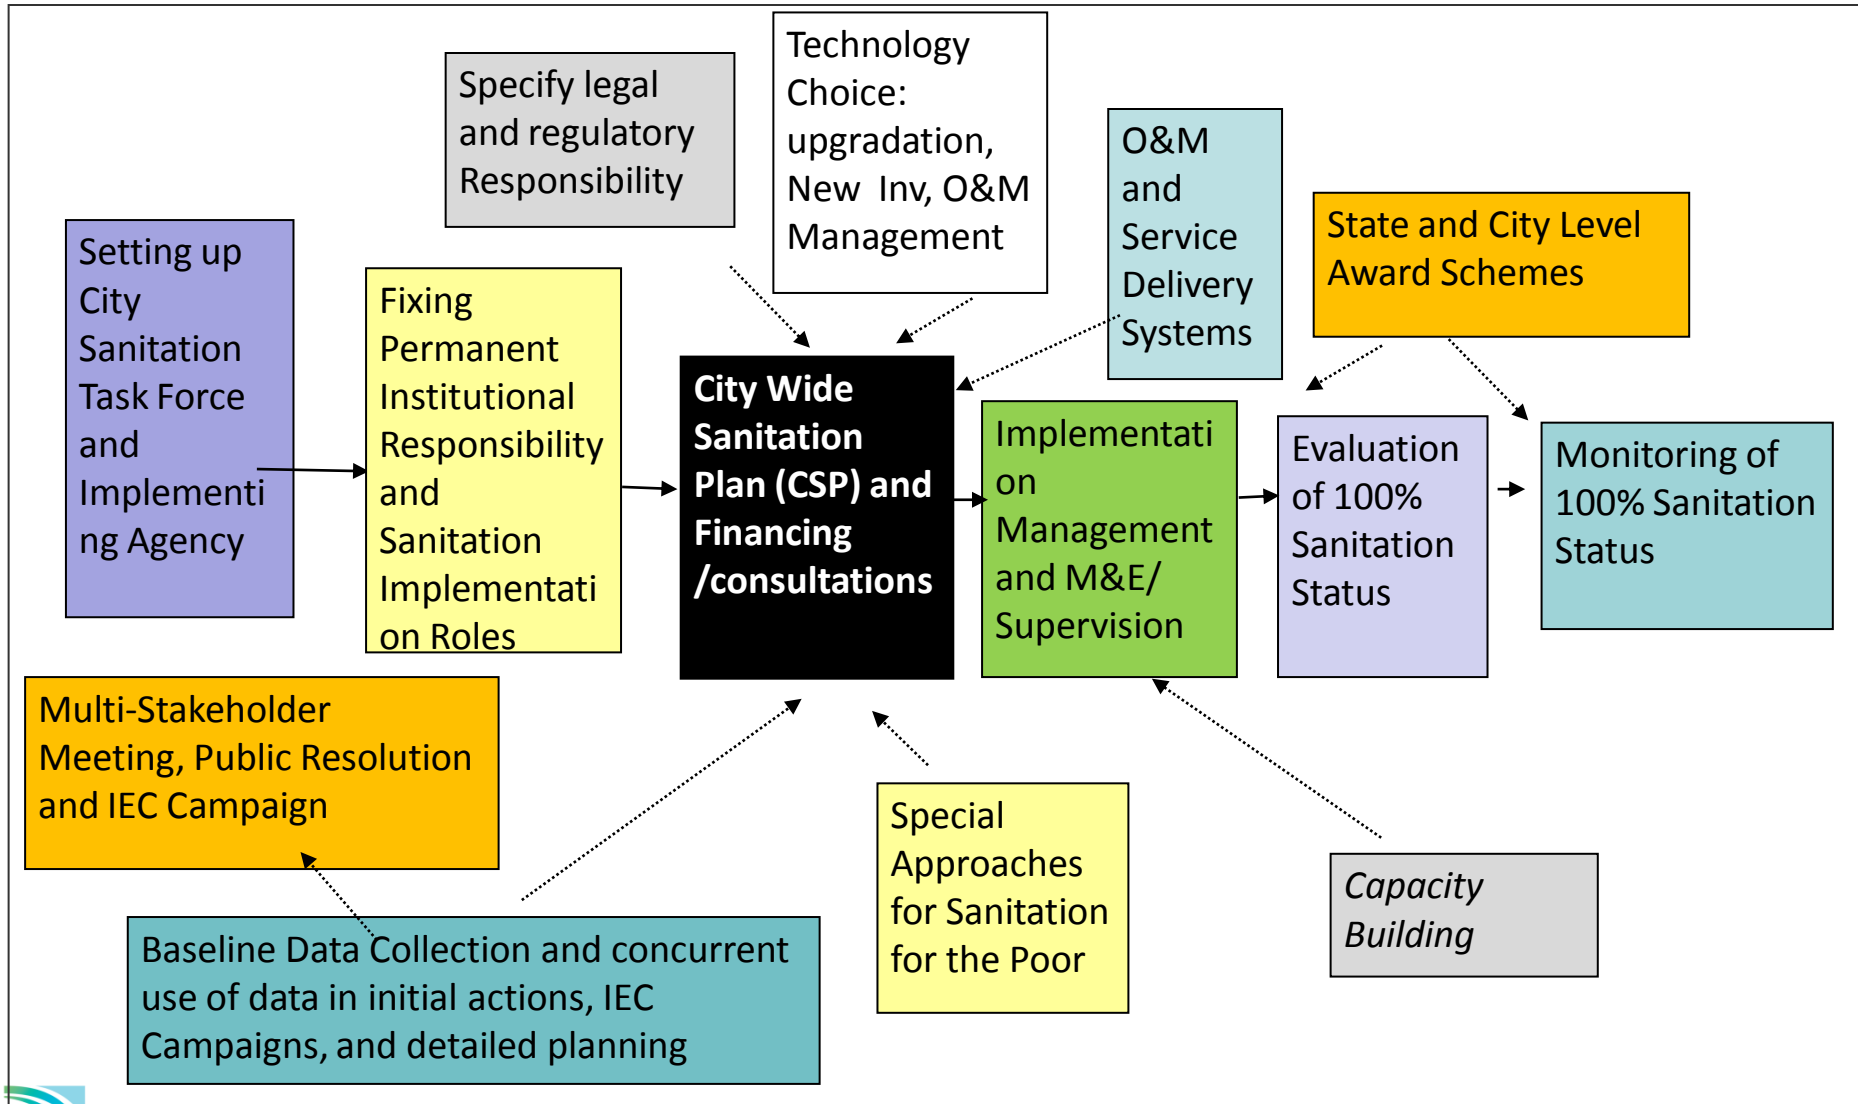 Specify legal
and regulatory
Responsibility
Technology
Choice:
upgradation,
New Inv, O&M
Management
O&M
and
Service
Delivery
Systems
State and City Level
Award Schemes
Setting up
City
Sanitation
Task Force
and
Implementi
ng Agency
Fixing
Permanent
Institutional
Responsibility
and
Sanitation
Implementati
on Roles
City Wide
Sanitation
Plan (CSP) and
Financing
/consultations
Implementati
on
Management
and M&E/
Supervision
Evaluation
of 100%
Sanitation
Status
Monitoring of
100% Sanitation
Status
Multi-Stakeholder
Meeting, Public Resolution
and IEC Campaign
Special
Approaches
for Sanitation
for the Poor
Capacity
Building
Baseline Data Collection and concurrent
use of data in initial actions, IEC
Campaigns, and detailed planning